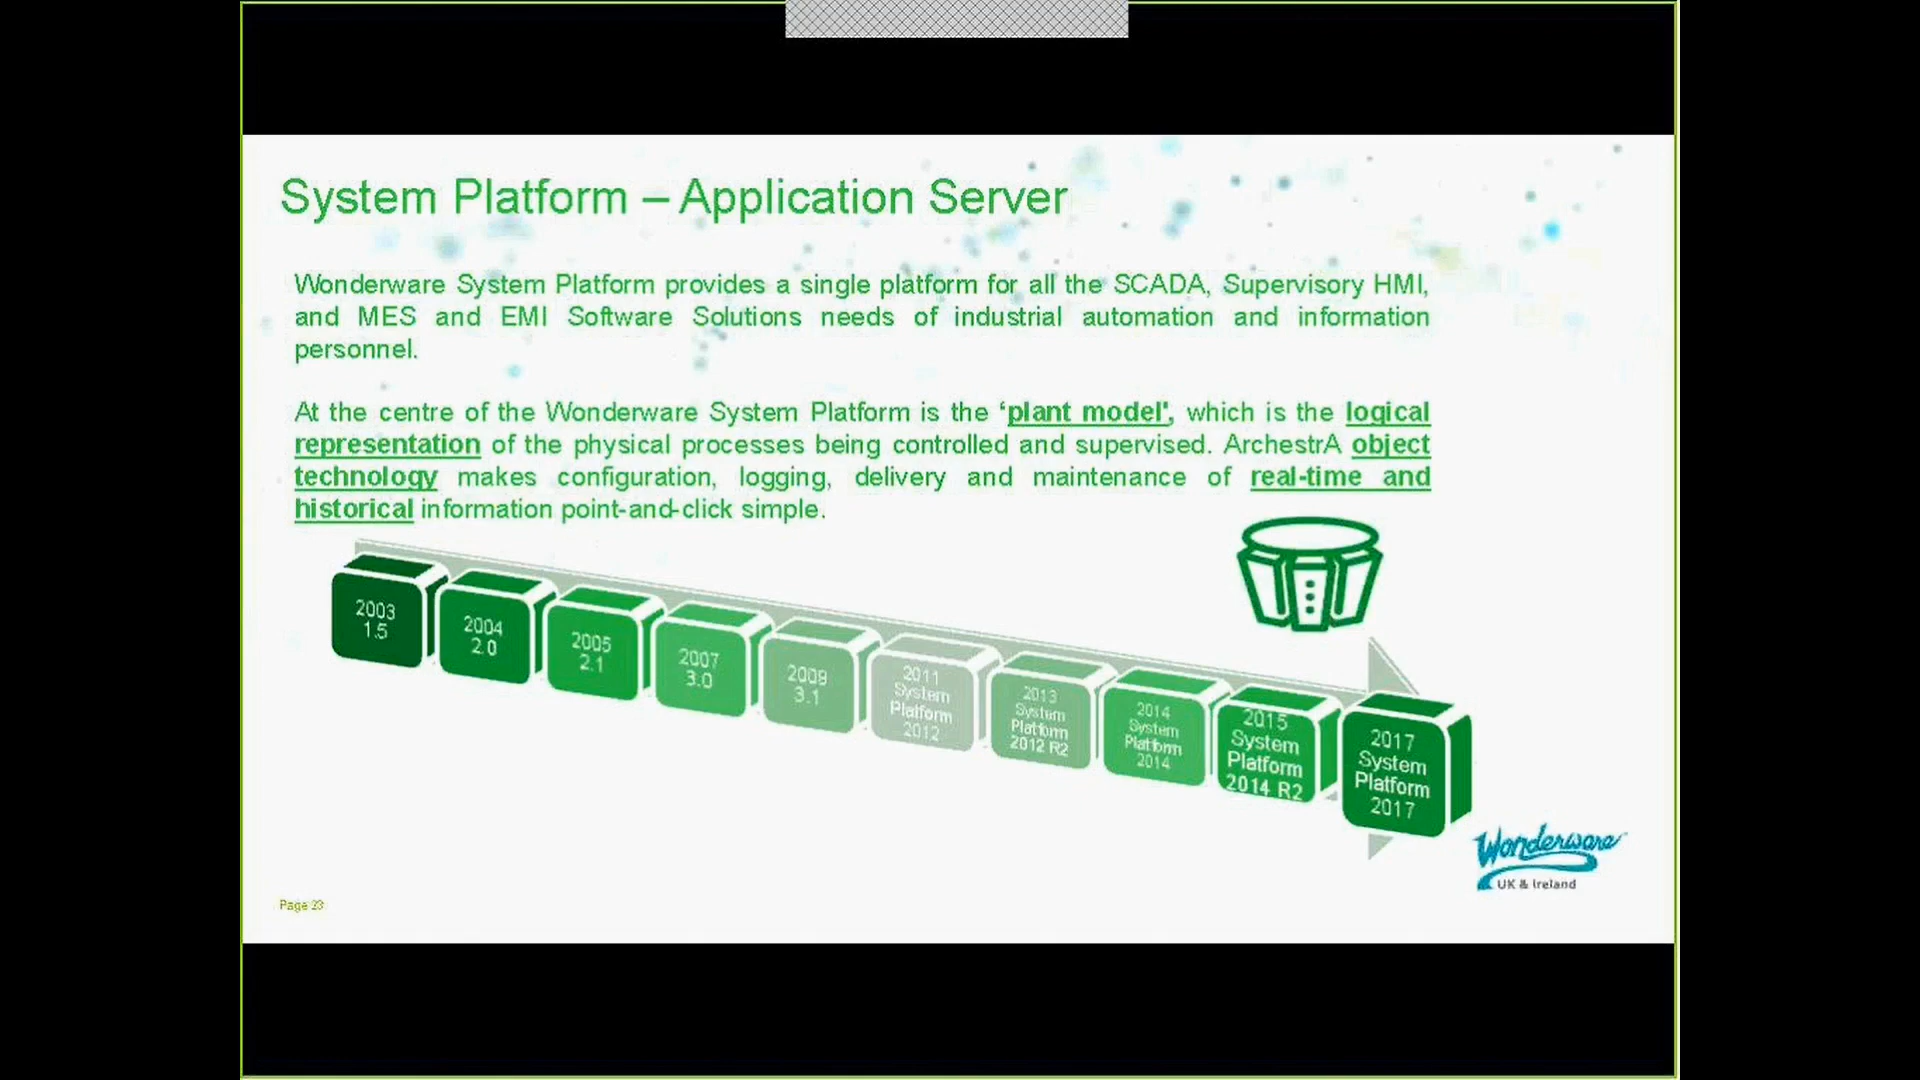 System Platform – Application Server
Wonderware System Platform provides a single platform for all the SCADA, Supervisory HMI,
and MES and EMI Software Solutions needs of industrial automation and information
personnel.
At the centre of the Wonderware System Platform is the ‘plant model', which is the logical
representation of the physical processes being controlled and supervised. ArchestrA object
technology makes configuration, logging, delivery and maintenance of real-time and
historical information point-and-click simple.
2003
1.5
2004
2.0
2005
2.1
2007
3.0
2009
3.1
2011
System
Platform
2012
2013
System
Platform
2012 R2
2014
System
Platform
2014
2015
System
Platform
2014 R2
2017
System
Platform
2017
Wonderware
UK & Ireland
Page 23